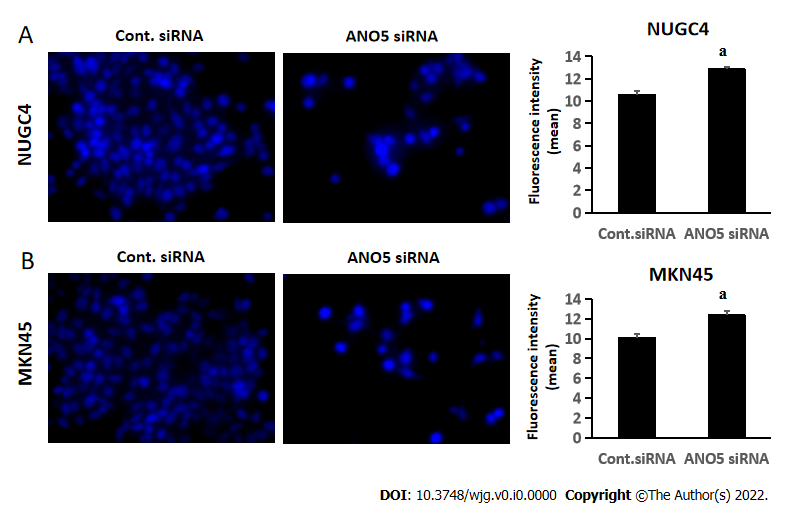 A
Cont. siRNA
ANO5 siRNA
NUGC4
NUGC4
a
Fluorescence intensity
(mean)
14
12
10
8
6
4
2
0
Cont.siRNA ANO5 siRNA
B
Cont. siRNA
ANO5 siRNA
MKN45
MKN45
a
Fluorescence intensity
(mean)
14
12
10
8
6
4
2
0
Cont.siRNA ANO5 siRNA
DOI: 10.3748/wjg.v0.i0.0000 Copyright ©The Author(s) 2022.